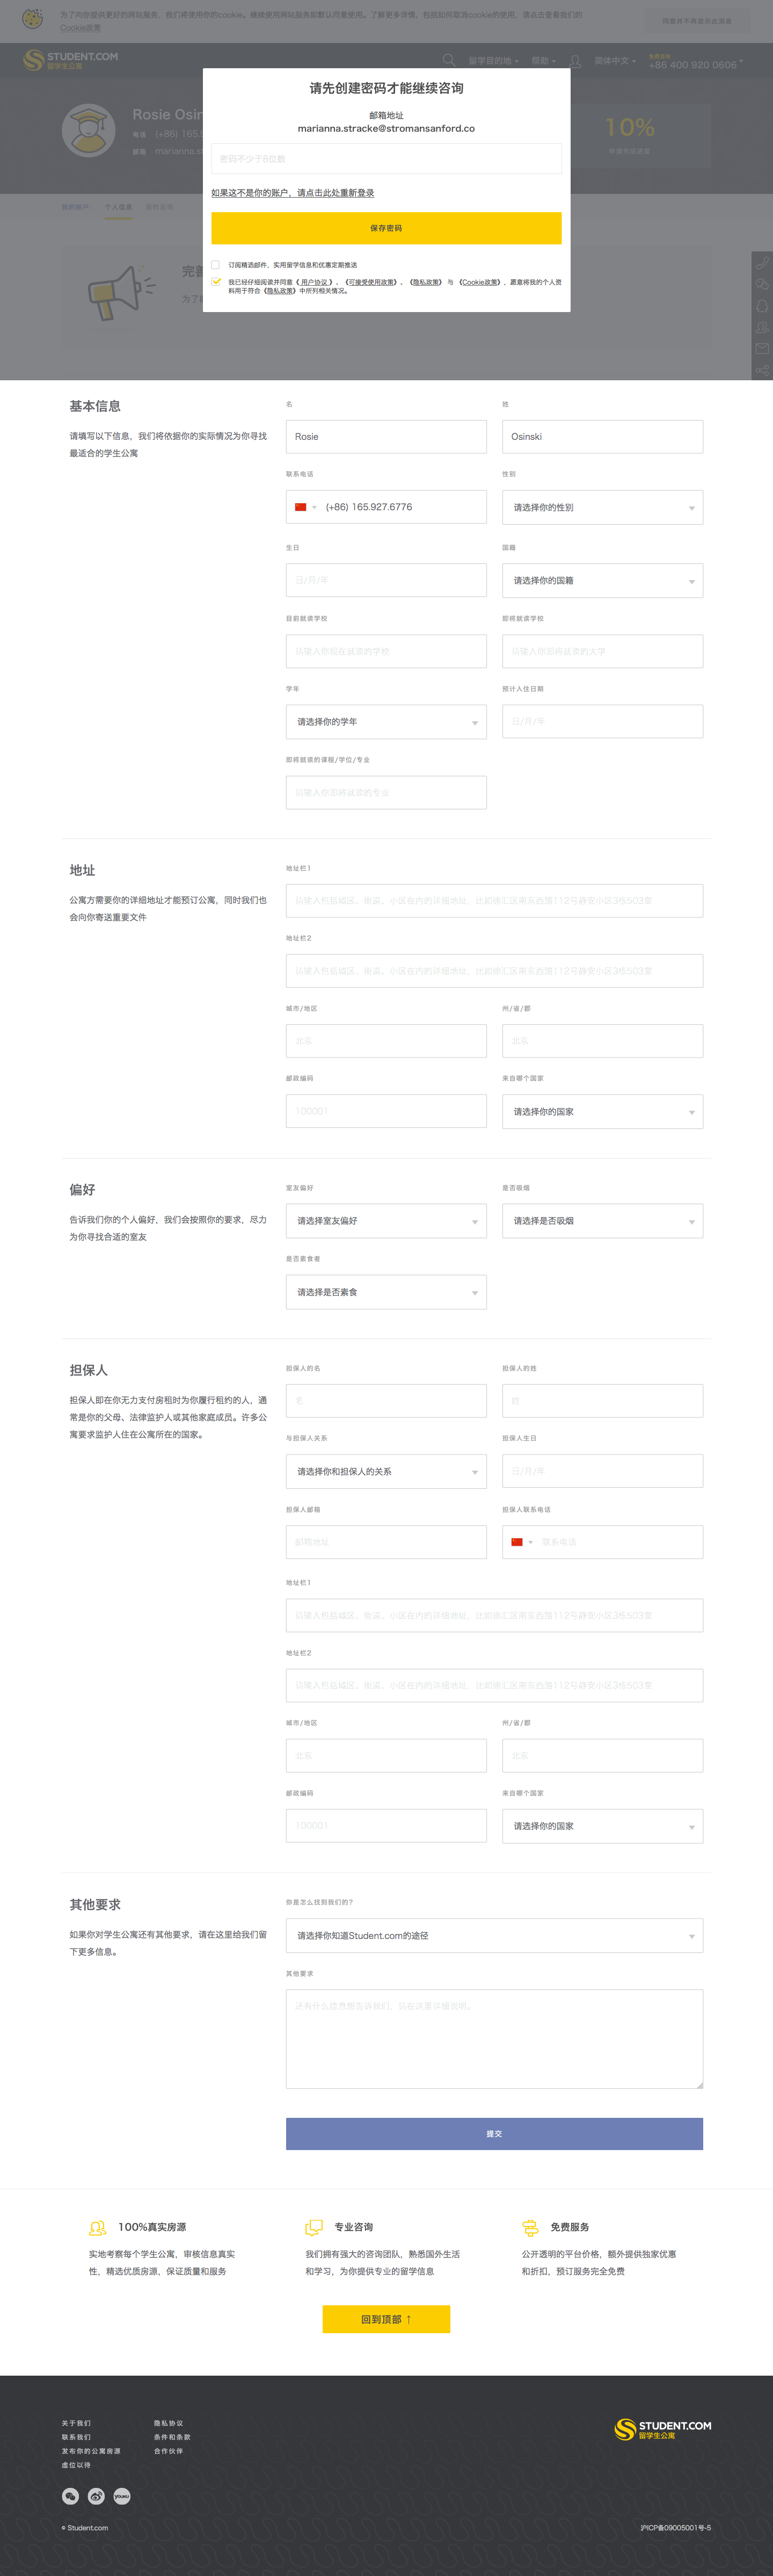 为了向你提供更好的网站服务，我们将使用你的cookie。继续使用网站服务即默认同意使用。了解更多详情，包括如何取消cookie的使用，请点击查看我们的
Cookie政策
同意并不再显示此消息
STUDENT.COM
留学生公寓
留学目的地
帮助
简体中文
免费咨询
+86 400 920 0606
请先创建密码才能继续咨询
邮箱地址
marianna.stracke@stromansanford.co
密码不少于8位数
如果这不是你的账户，请点击此处重新登录
保存密码
订阅精选邮件，实用留学信息和优惠定期推送
我已经仔细阅读并同意《 用户协议 》、《可接受使用政策》、《隐私政策》 与 《Cookie政策》，愿意将我的个人资
料用于符合《隐私政策》中所列相关情况。
Rosie Osin
电话 (+86) 165.9
邮箱 marianna.st
10%
我的账户:
个人信息
完善
为了
基本信息
请填写以下信息，我们将依据你的实际情况为你寻找
最适合的学生公寓
名
姓
Rosie
Osinski
联系电话
性别
(+86) 165.927.6776
请选择你的性别
生日
国籍
日/月/年
请选择你的国籍
目前就读学校
即将就读学校
请输入你现在就读的学校
请输入你即将就读的大学
学年
预计入住日期
请选择你的学年
日/月/年
即将就读的课程/学位/专业
请输入你即将就读的专业
地址
公寓方需要你的详细地址才能预订公寓，同时我们也
会向你寄送重要文件
地址栏1
请输入包括城区、街道、小区在内的详细地址，比如徐汇区南京西路112号静安小区3栋503室
地址栏2
请输入包括城区、街道、小区在内的详细地址，比如徐汇区南京西路112号静安小区3栋503室
城市/地区
州/省/郡
北京
北京
邮政编码
来自哪个国家
100001
请选择你的国家
偏好
告诉我们你的个人偏好，我们会按照你的要求，尽力
为你寻找合适的室友
室友偏好
是否吸烟
请选择室友偏好
请选择是否吸烟
是否素食者
请选择是否素食
担保人
担保人即在你无力支付房租时为你履行租约的人，通
常是你的父母、法律监护人或其他家庭成员。许多公
寓要求监护人住在公寓所在的国家。
担保人的名
担保人的姓
名
姓
与担保人关系
担保人生日
请选择你和担保人的关系
日/月/年
担保人邮箱
担保人联系电话
邮箱地址
联系电话
地址栏1
请输入包括城区、街道、小区在内的详细地址，比如徐汇区南京西路112号静安小区3栋503室
地址栏2
请输入包括城区、街道、小区在内的详细地址，比如徐汇区南京西路112号静安小区3栋503室
城市/地区
州/省/郡
北京
北京
邮政编码
来自哪个国家
100001
请选择你的国家
其他要求
如果你对学生公寓还有其他要求，请在这里给我们留
下更多信息。
你是怎么找到我们的?
请选择你知道Student.com的途径
其他要求
还有什么信息想告诉我们，请在这里详细说明。
提交
100%真实房源
实地考察每个学生公寓，审核信息真实
性，精选优质房源，保证质量和服务
专业咨询
我们拥有强大的咨询团队，熟悉国外生活
和学习，为你提供专业的留学信息
免费服务
公开透明的平台价格，额外提供独家优惠
和折扣，预订服务完全免费
回到顶部 ↑
关于我们
联系我们
发布你的公寓房源
虚位以待
隐私协议
条件和条款
合作伙伴
STUDENT.COM
留学生公寓
YOUKU
© Student.com
沪ICP备09005001号-5